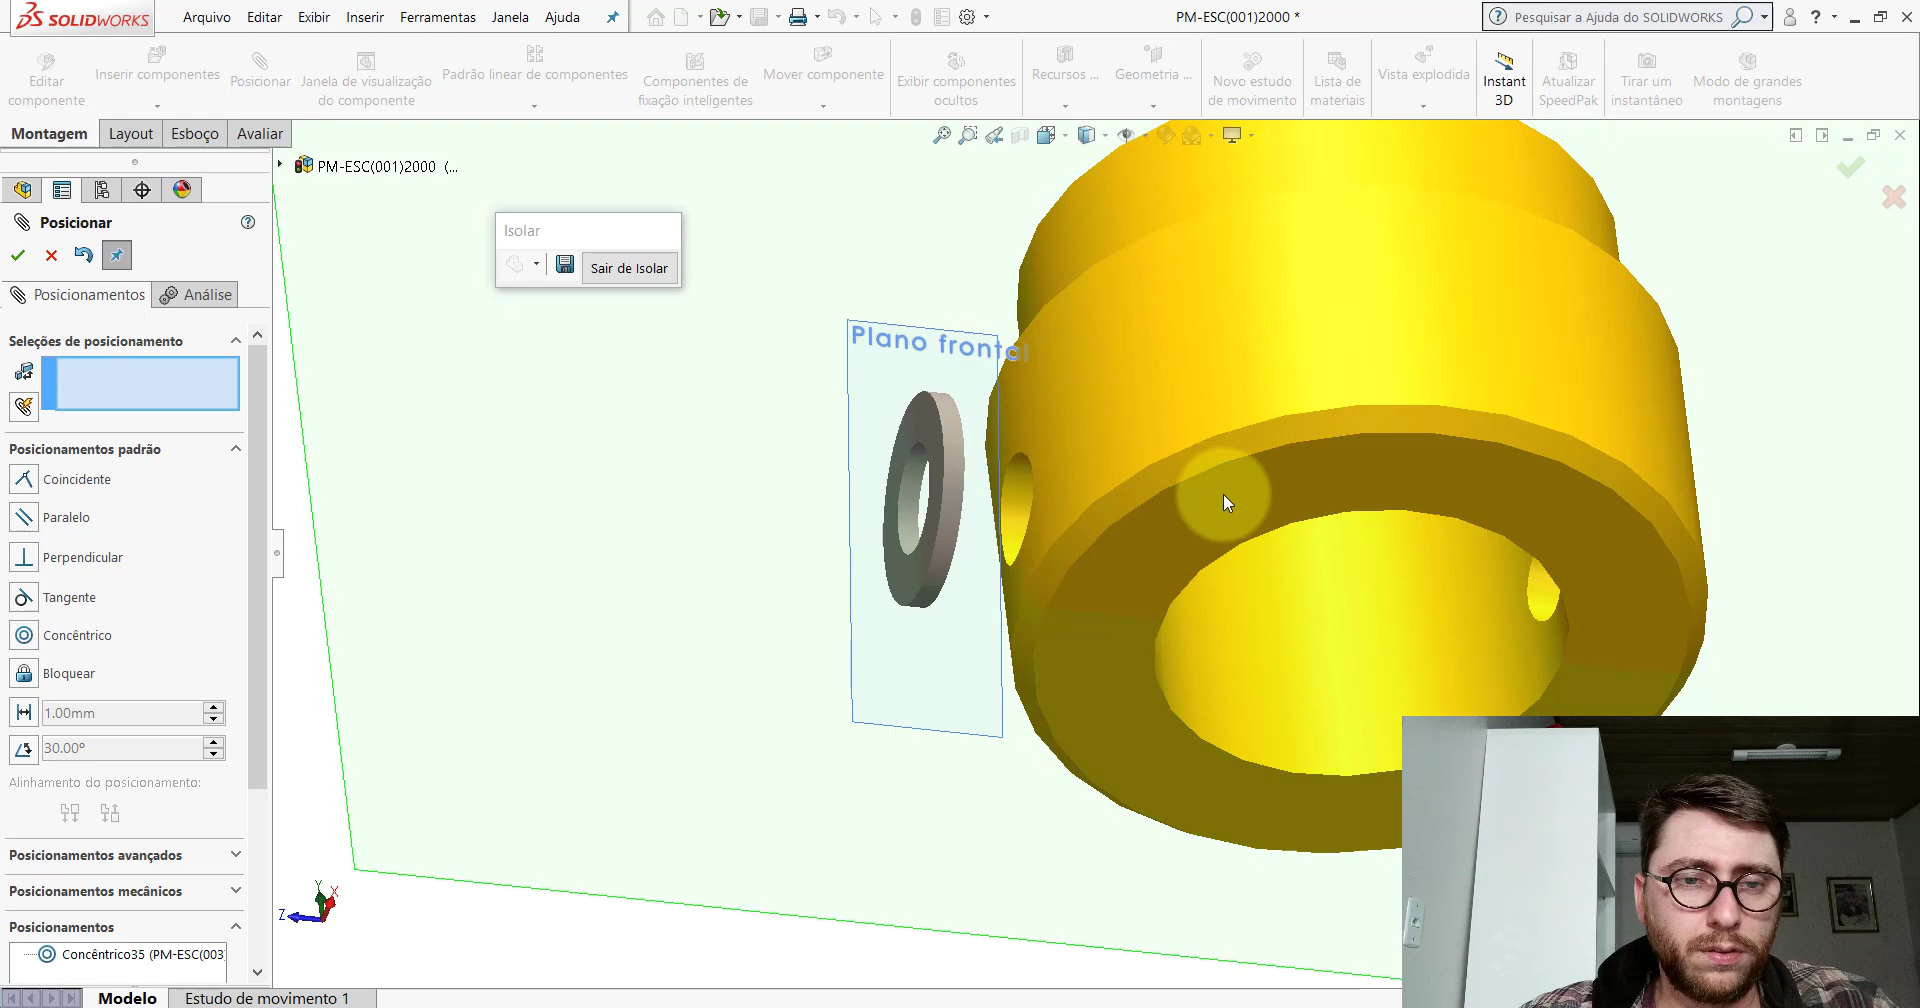 SOLIDWORKS
Arquivo Editar Exibir Inserir Ferramentas Janela Ajuda
PM-ESC(001)2000 *
Pesquisar a Ajuda do SOLIDWORKS
Editar componente
Inserir componentes
Posicionar
Janela de visualização do componente
Padrão linear de componentes
Componentes de fixação inteligentes
Mover componente
Exibir componentes ocultos
Recursos ...
Geometria ...
Novo estudo de movimento
Lista de materiais
Vista explodida
Instant 3D
Atualizar SpeedPak
Tirar um instantâneo
Modo de grandes montagens
Montagem Layout Esboço Avaliar
PM-ESC(001)2000 (...
Posicionar
Posicionamentos Análise
Seleções de posicionamento
Posicionamentos padrão
Coincidente
Paralelo
Perpendicular
Tangente
Concêntrico
Bloquear
1.00mm
30.00°
Alinhamento do posicionamento:
Posicionamentos avançados
Posicionamentos mecânicos
Posicionamentos
Concêntrico35 (PM-ESC(003
Isolar
Sair de Isolar
Plano frontal
Y
X
Z
Modelo Estudo de movimento 1